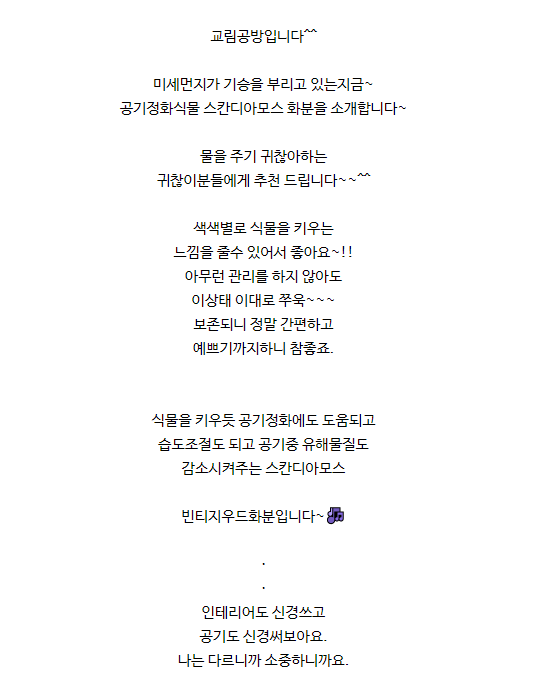 교림공방입니다^^
미세먼지가 기승을 부리고 있는지금~
공기정화식물 스칸디아모스 화분을 소개합니다~
물을 주기 귀찮아하는
귀찮이분들에게 추천 드립니다~~^^
색색별로 식물을 키우는
느낌을 줄수 있어서 좋아요~!!
아무런 관리를 하지 않아도
이상태 이대로 쭈욱~~~
보존되니 정말 간편하고
예쁘기까지하니 참좋죠.
식물을 키우듯 공기정화에도 도움되고
습도조절도 되고 공기중 유해물질도
감소시켜주는 스칸디아모스
빈티지우드화분입니다~
.
.
인테리어도 신경쓰고
공기도 신경써보아요.
나는 다르니까 소중하니까요.